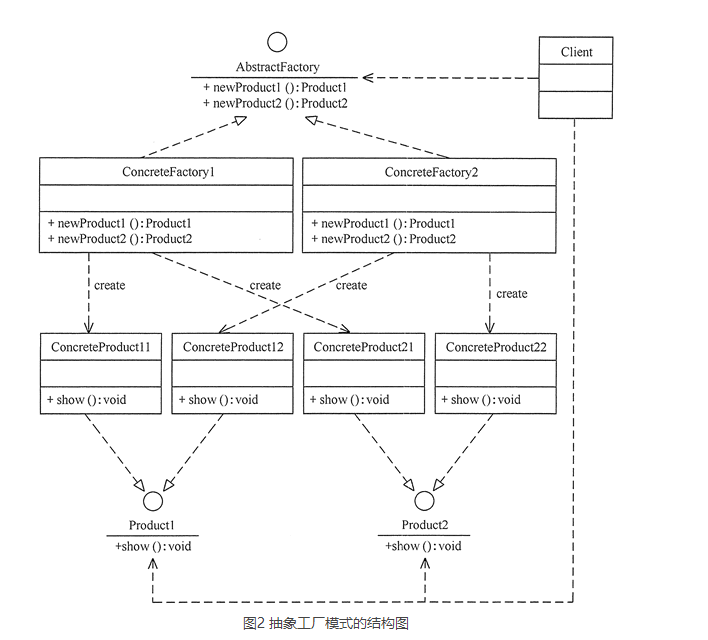 Client
AbstractFactory
+ newProduct1 ():Product1
+ newProduct2 ():Product2
ConcreteFactory1
ConcreteFactory2
+ newProduct1 ():Product1
+ newProduct2 ():Product2
+ newProduct1 ():Product1
+ newProduct2 ():Product2
create
create
create
create
ConcreteProduct11
ConcreteProduct12
ConcreteProduct21
ConcreteProduct22
+ show ():void
+ show ():void
+ show ():void
+ show ():void
Product1
+show ():void
Product2
+show ():void
图2 抽象工厂模式的结构图